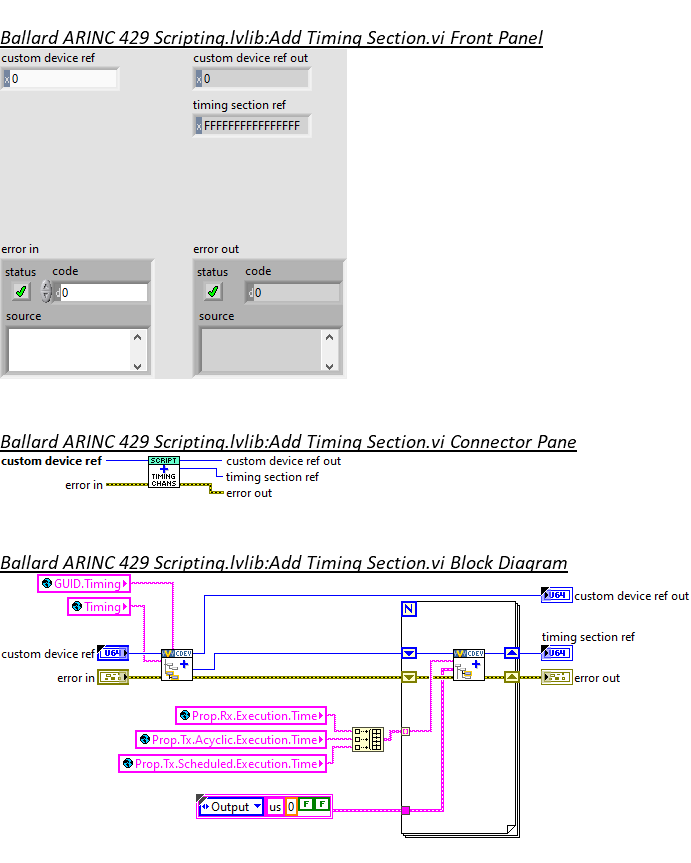 Ballard ARINC 429 Scripting.lvlib:Add Timing Section.vi Front Panel
custom device ref
custom device ref out
x 0
x 0
timing section ref
x FFFFFFFFFFFFFFFF
error in
error out
status code
status code
d 0
d 0
source
source
Ballard ARINC 429 Scripting.lvlib:Add Timing Section.vi Connector Pane
custom device ref
SCRIPT
TIMING
CHANS
custom device ref out
timing section ref
error in
error out
Ballard ARINC 429 Scripting.lvlib:Add Timing Section.vi Block Diagram
GUID.Timing
Timing
U64
custom device ref out
N
timing section ref
custom device ref
U64
CDEV
CDEV
U64
error in
error out
Prop.Rx.Execution.Time
Prop.Tx.Acyclic.Execution.Time
Prop.Tx.Scheduled.Execution.Time
Output us 0 F F